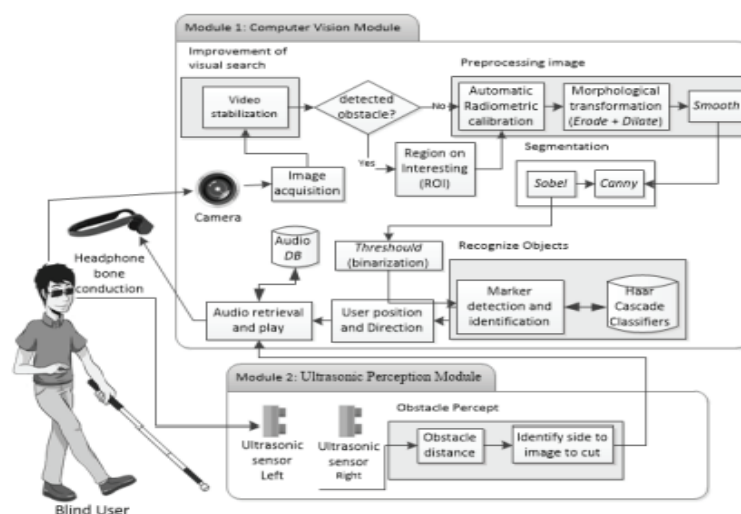 Module 1: Computer Vision Module
Improvement of
visual search
Video
stabilization
detected
obstacle?
No
Yes
Preprocessing image
Automatic
Radiometric
calibration
Morphological
transformation
(Erode + Dilate)
Smooth
Region on
Interesting
(ROI)
Segmentation
Sobel
Canny
Image
acquisition
Camera
Headphone
bone
conduction
Audio
DB
Threshould
(binarization)
Recognize Objects
Marker
detection and
identification
Haar
Cascade
Classifiers
User position
and Direction
Audio retrieval
and play
Module 2: Ultrasonic Perception Module
Ultrasonic
sensor
Left
Ultrasonic
sensor
Right
Obstacle Percept
Obstacle
distance
Identify side to
image to cut
Blind User